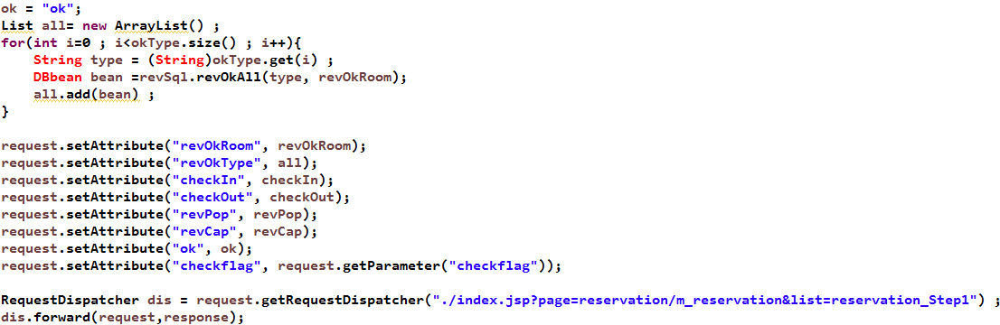 ok = "ok";
List all= new ArrayList() ;
for(int i=0 ; i<okType.size() ; i++){
    String type = (String)okType.get(i) ;
    DBbean bean =revSql.revOkAll(type, revOkRoom);
    all.add(bean) ;
}
request.setAttribute("revOkRoom", revOkRoom);
request.setAttribute("revOkType", all);
request.setAttribute("checkIn", checkIn);
request.setAttribute("checkOut", checkOut);
request.setAttribute("revPop", revPop);
request.setAttribute("revCap", revCap);
request.setAttribute("ok", ok);
request.setAttribute("checkflag", request.getParameter("checkflag"));
RequestDispatcher dis = request.getRequestDispatcher("./index.jsp?page=reservation/m_reservation&list=reservation_Step1") ;
dis.forward(request,response);